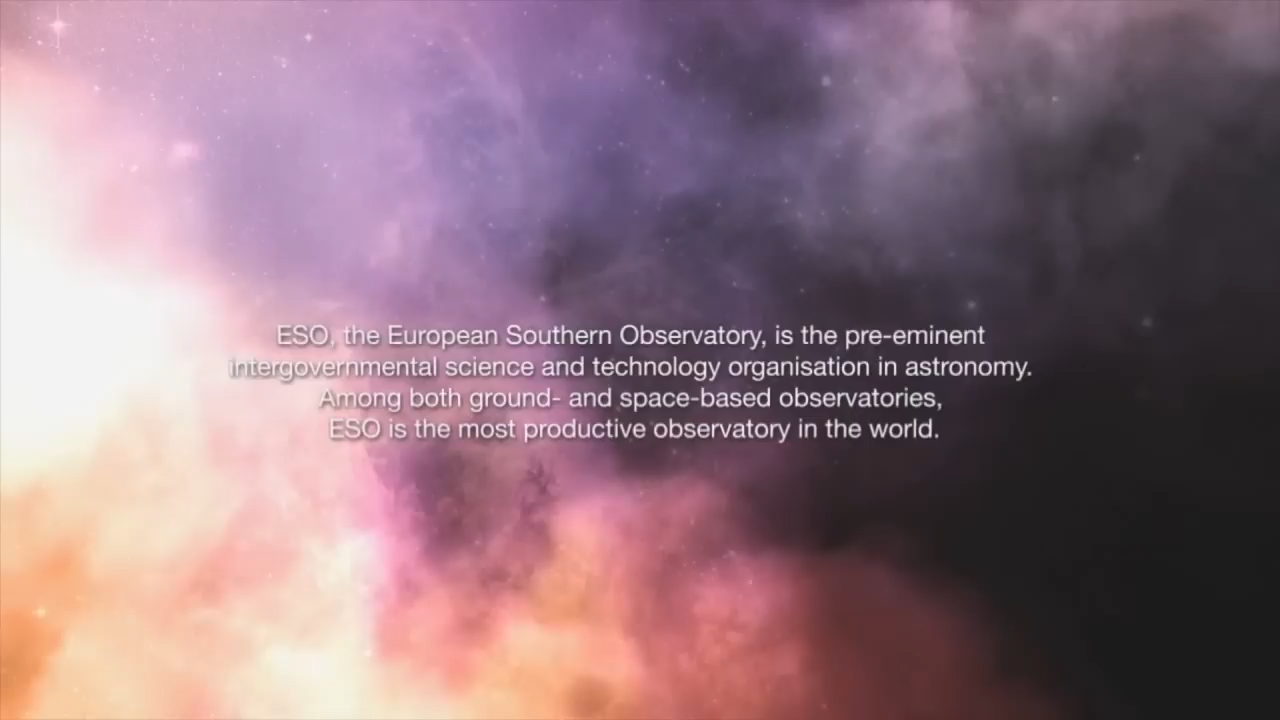 ESO, the European Southern Observatory, is the pre-eminent
intergovernmental science and technology organisation in astronomy.
Among both ground- and space-based observatories,
ESO is the most productive observatory in the world.